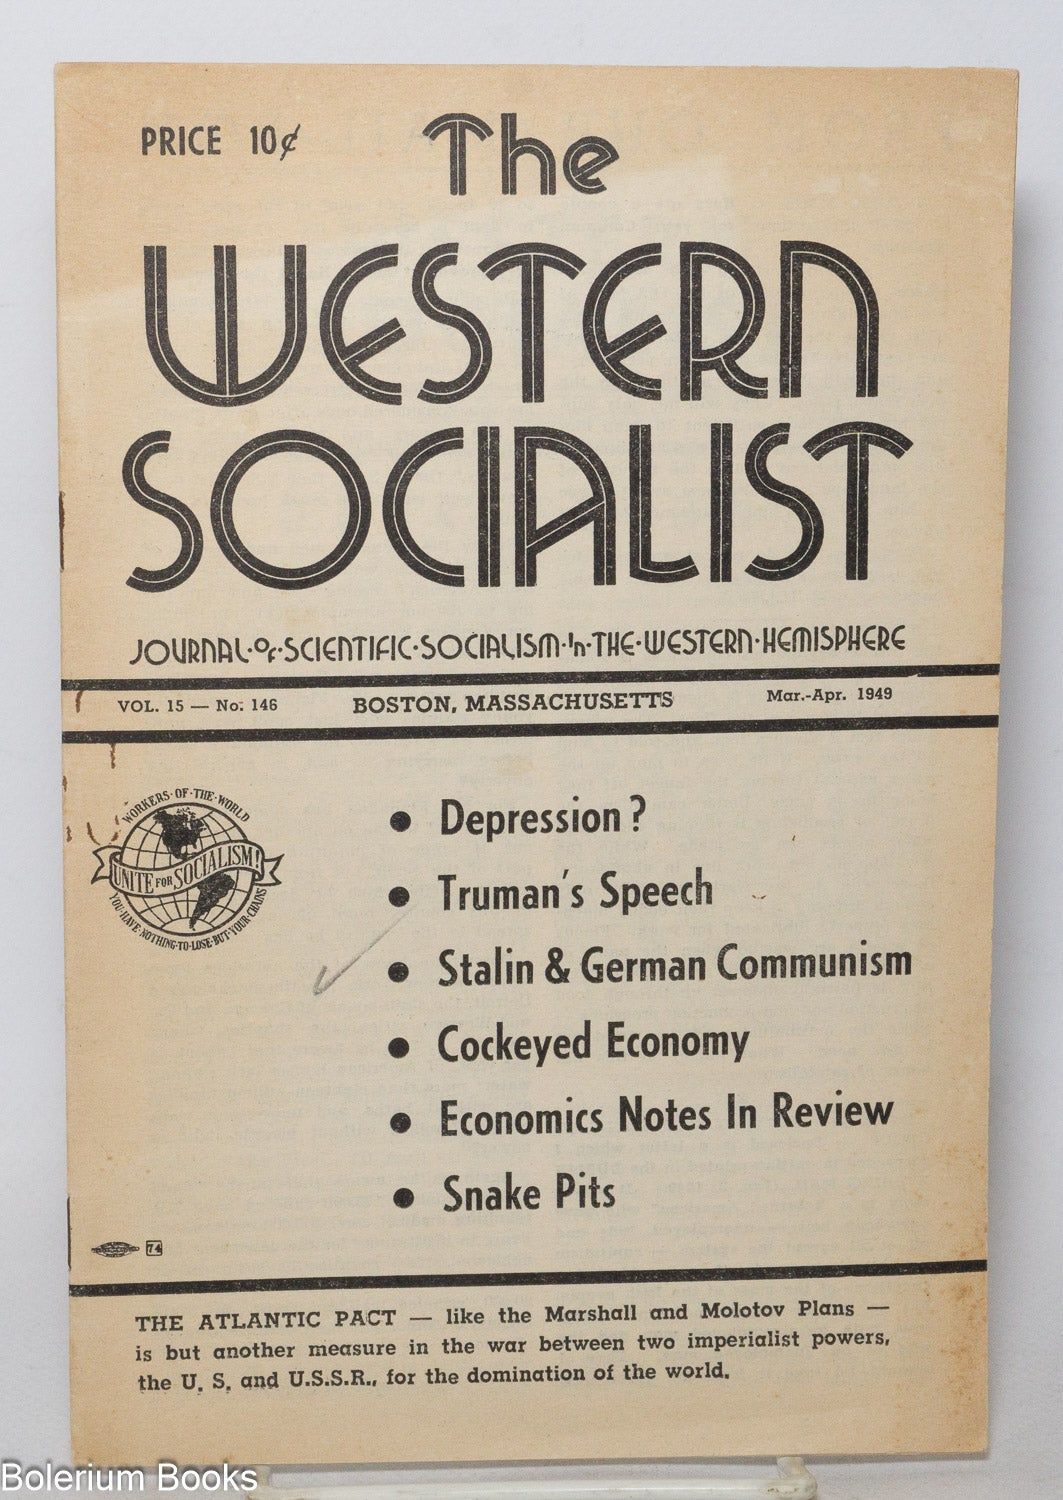 PRICE 10¢
The
WESTERN
SOCIALIST
JOURNAL·OF·SCIENTIFIC·SOCIALISM·In·THE·WESTERN·HEMISPHERE
VOL. 15 — No. 146 BOSTON, MASSACHUSETTS Mar.-Apr. 1949
WORKERS·OF·THE·WORLD
UNITE FOR SOCIALISM!
YOU·HAVE·NOTHING·TO·LOSE·BUT·YOUR·CHAINS
• Depression?
• Truman's Speech
• Stalin & German Communism
• Cockeyed Economy
• Economics Notes In Review
• Snake Pits
74
THE ATLANTIC PACT — like the Marshall and Molotov Plans —
is but another measure in the war between two imperialist powers,
the U. S. and U.S.S.R., for the domination of the world.
Bolerium Books